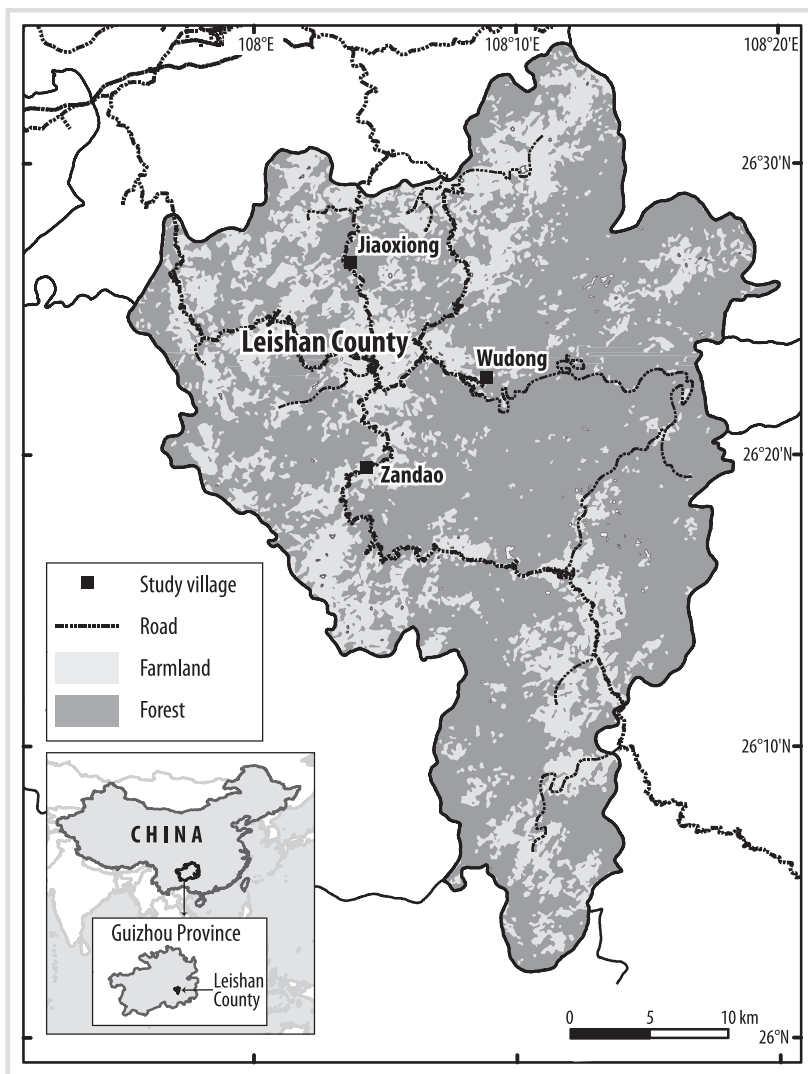 108°E
108°10'E
108°20'E
26°30'N
Jiaoxiong
Leishan County
Wudong
26°20'N
Zandao
Study village
Road
Farmland
Forest
26°10'N
CHINA
Guizhou Province
Leishan
County
0 5 10 km
26°N